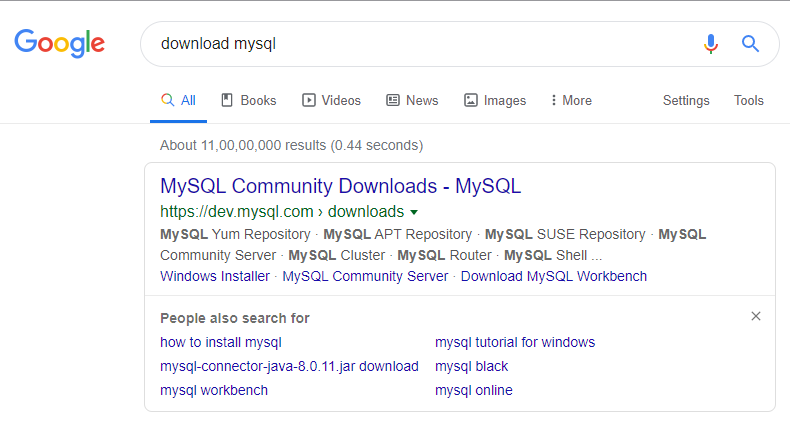 Google
download mysql
All Books Videos News Images More Settings Tools
About 11,00,00,000 results (0.44 seconds)
MySQL Community Downloads - MySQL
https://dev.mysql.com › downloads
MySQL Yum Repository · MySQL APT Repository · MySQL SUSE Repository · MySQL
Community Server · MySQL Cluster · MySQL Router · MySQL Shell ...
Windows Installer · MySQL Community Server · Download MySQL Workbench
People also search for
how to install mysql mysql tutorial for windows
mysql-connector-java-8.0.11.jar download mysql black
mysql workbench mysql online